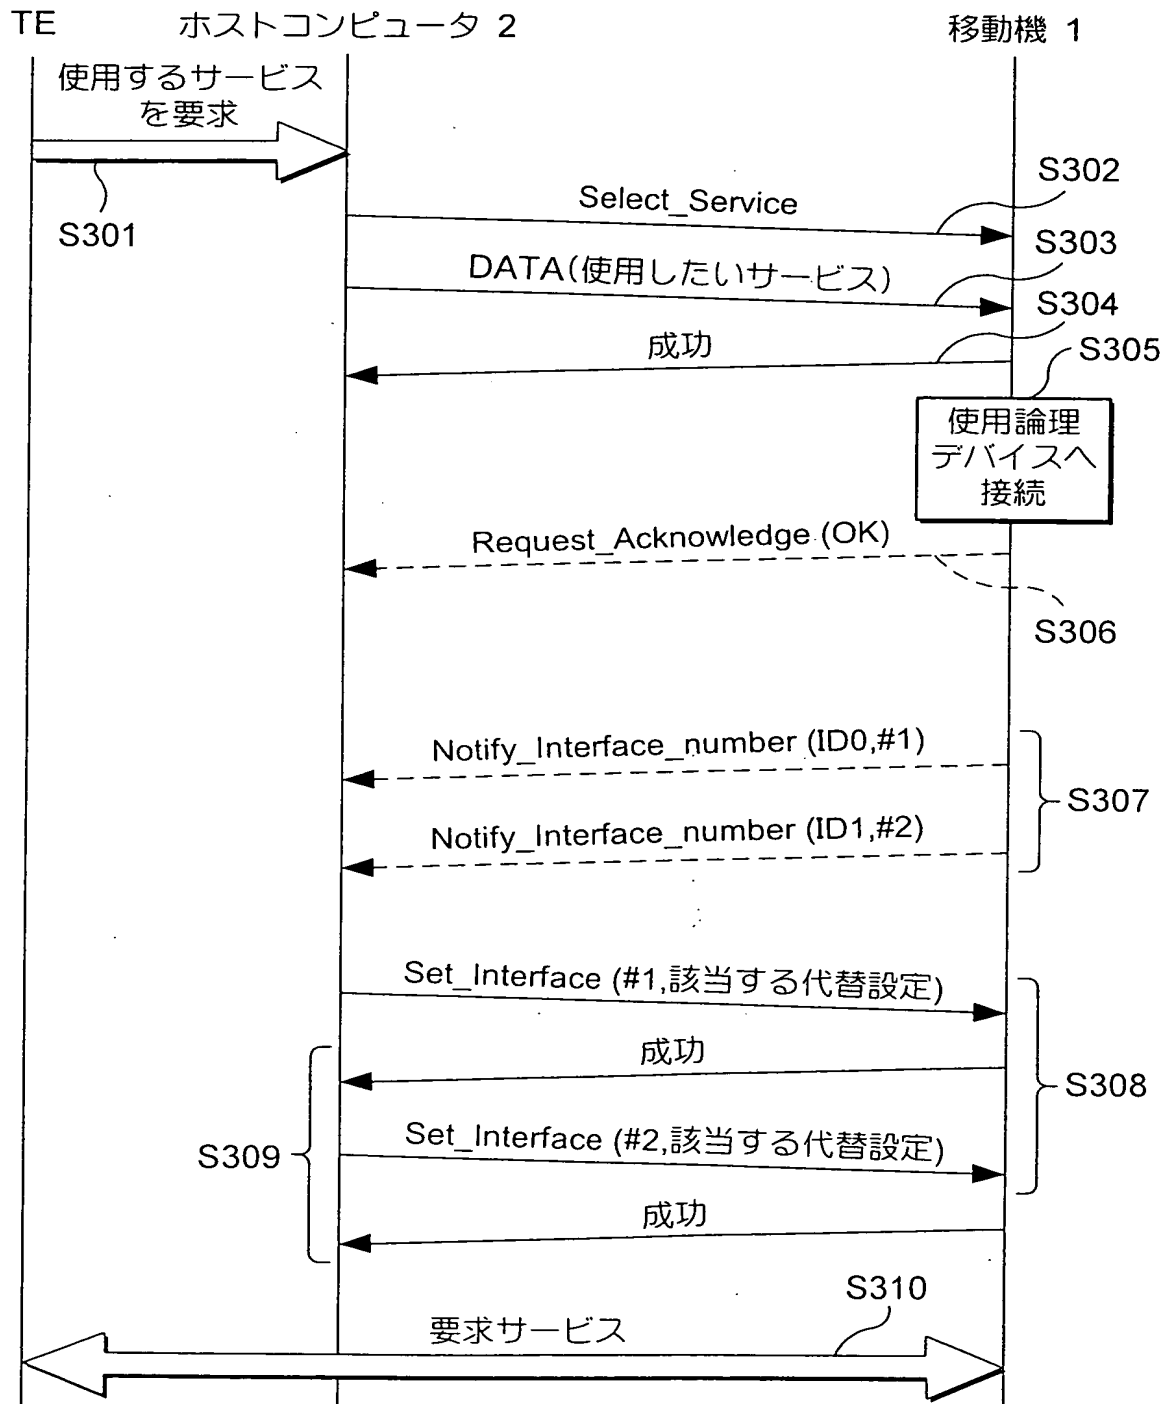 TE
ホストコンピュータ 2
移動機 1
使用するサービス
を要求
S301
Select_Service
S302
DATA(使用したいサービス)
S303
成功
S304
S305
使用論理
デバイスへ
接続
Request_Acknowledge (OK)
S306
Notify_Interface_number (ID0,#1)
S307
Notify_Interface_number (ID1,#2)
Set_Interface (#1,該当する代替設定)
成功
S308
S309
Set_Interface (#2,該当する代替設定)
成功
S310
要求サービス